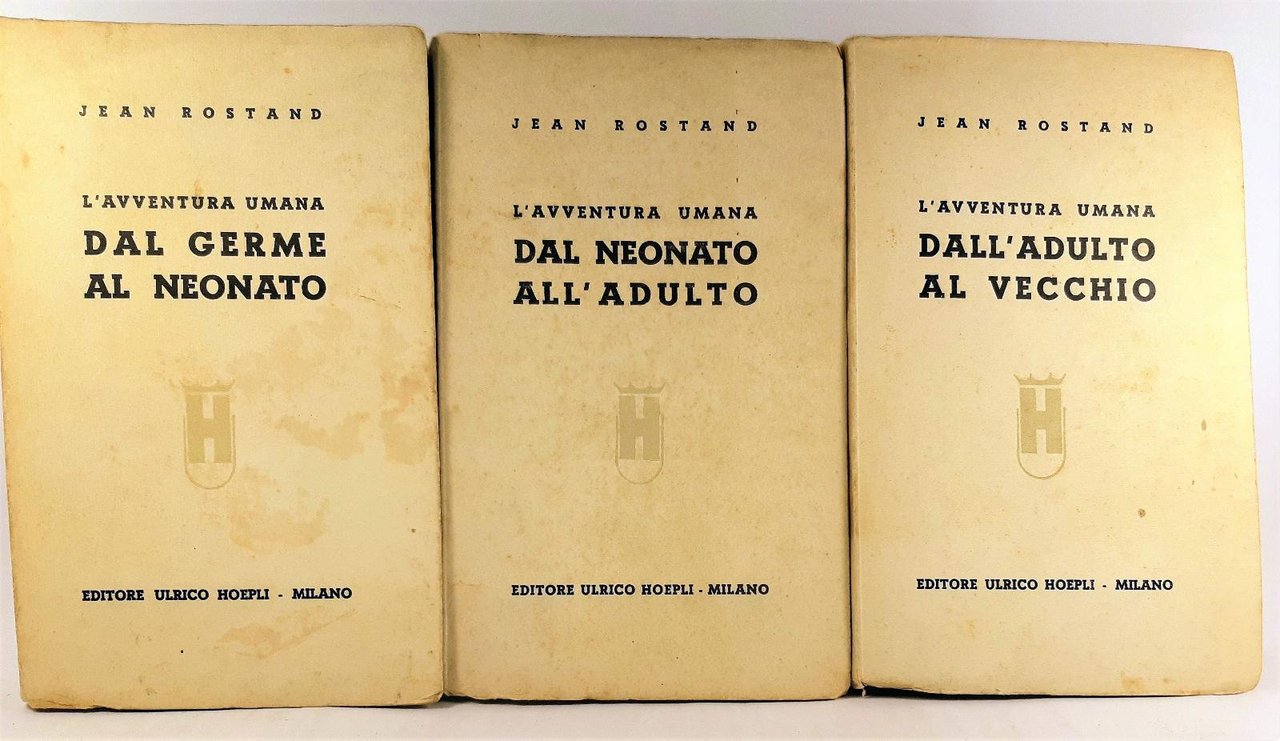 JEAN ROSTAND
L'AVVENTURA UMANA
DAL GERME
AL NEONATO
H
EDITORE ULRICO HOEPLI - MILANO
JEAN ROSTAND
L'AVVENTURA UMANA
DAL NEONATO
ALL'ADULTO
H
EDITORE ULRICO HOEPLI - MILANO
JEAN ROSTAND
L'AVVENTURA UMANA
DALL'ADULTO
AL VECCHIO
H
EDITORE ULRICO HOEPLI - MILANO